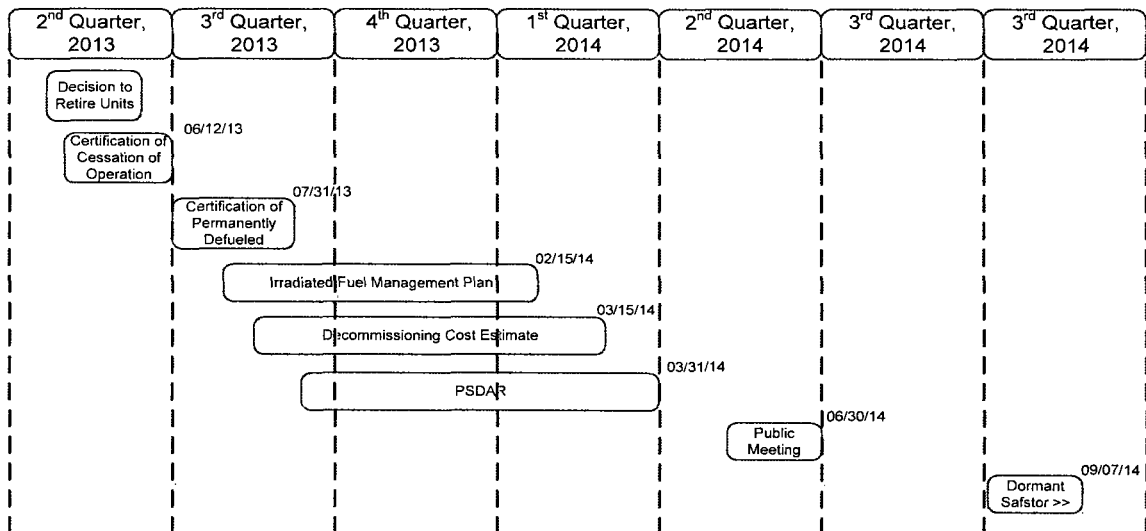 2nd Quarter,
2013
3rd Quarter,
2013
4th Quarter,
2013
1st Quarter,
2014
2nd Quarter,
2014
3rd Quarter,
2014
3rd Quarter,
2014
Decision to
Retire Units
06/12/13
Certification of
Cessation of
Operation
07/31/13
Certification of
Permanently
Defueled
02/15/14
Irradiated Fuel Management Plan
03/15/14
Decommissioning Cost Estimate
03/31/14
PSDAR
06/30/14
Public
Meeting
09/07/14
Dormant
Safstor >>